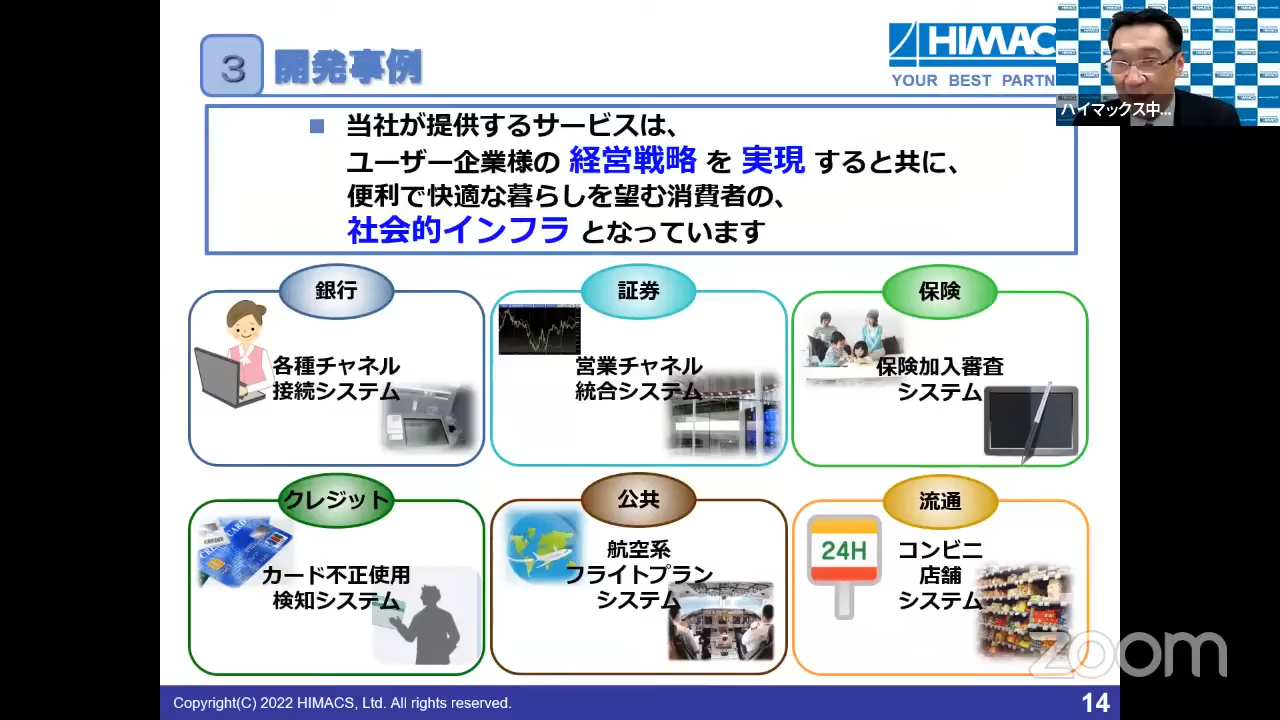 3 開発事例
HIMAC
YOUR BEST PARTN
ハイマックス中...
■ 当社が提供するサービスは、
ユーザー企業様の 経営戦略 を 実現 すると共に、
便利で快適な暮らしを望む消費者の、
社会的インフラ となっています
銀行
各種チャネル
接続システム
証券
営業チャネル
統合システム
保険
保険加入審査
システム
クレジット
カード不正使用
検知システム
公共
航空系
フライトプラン
システム
流通
24H
コンビニ
店舗
システム
zoom
Copyright(C) 2022 HIMACS, Ltd. All rights reserved.
14